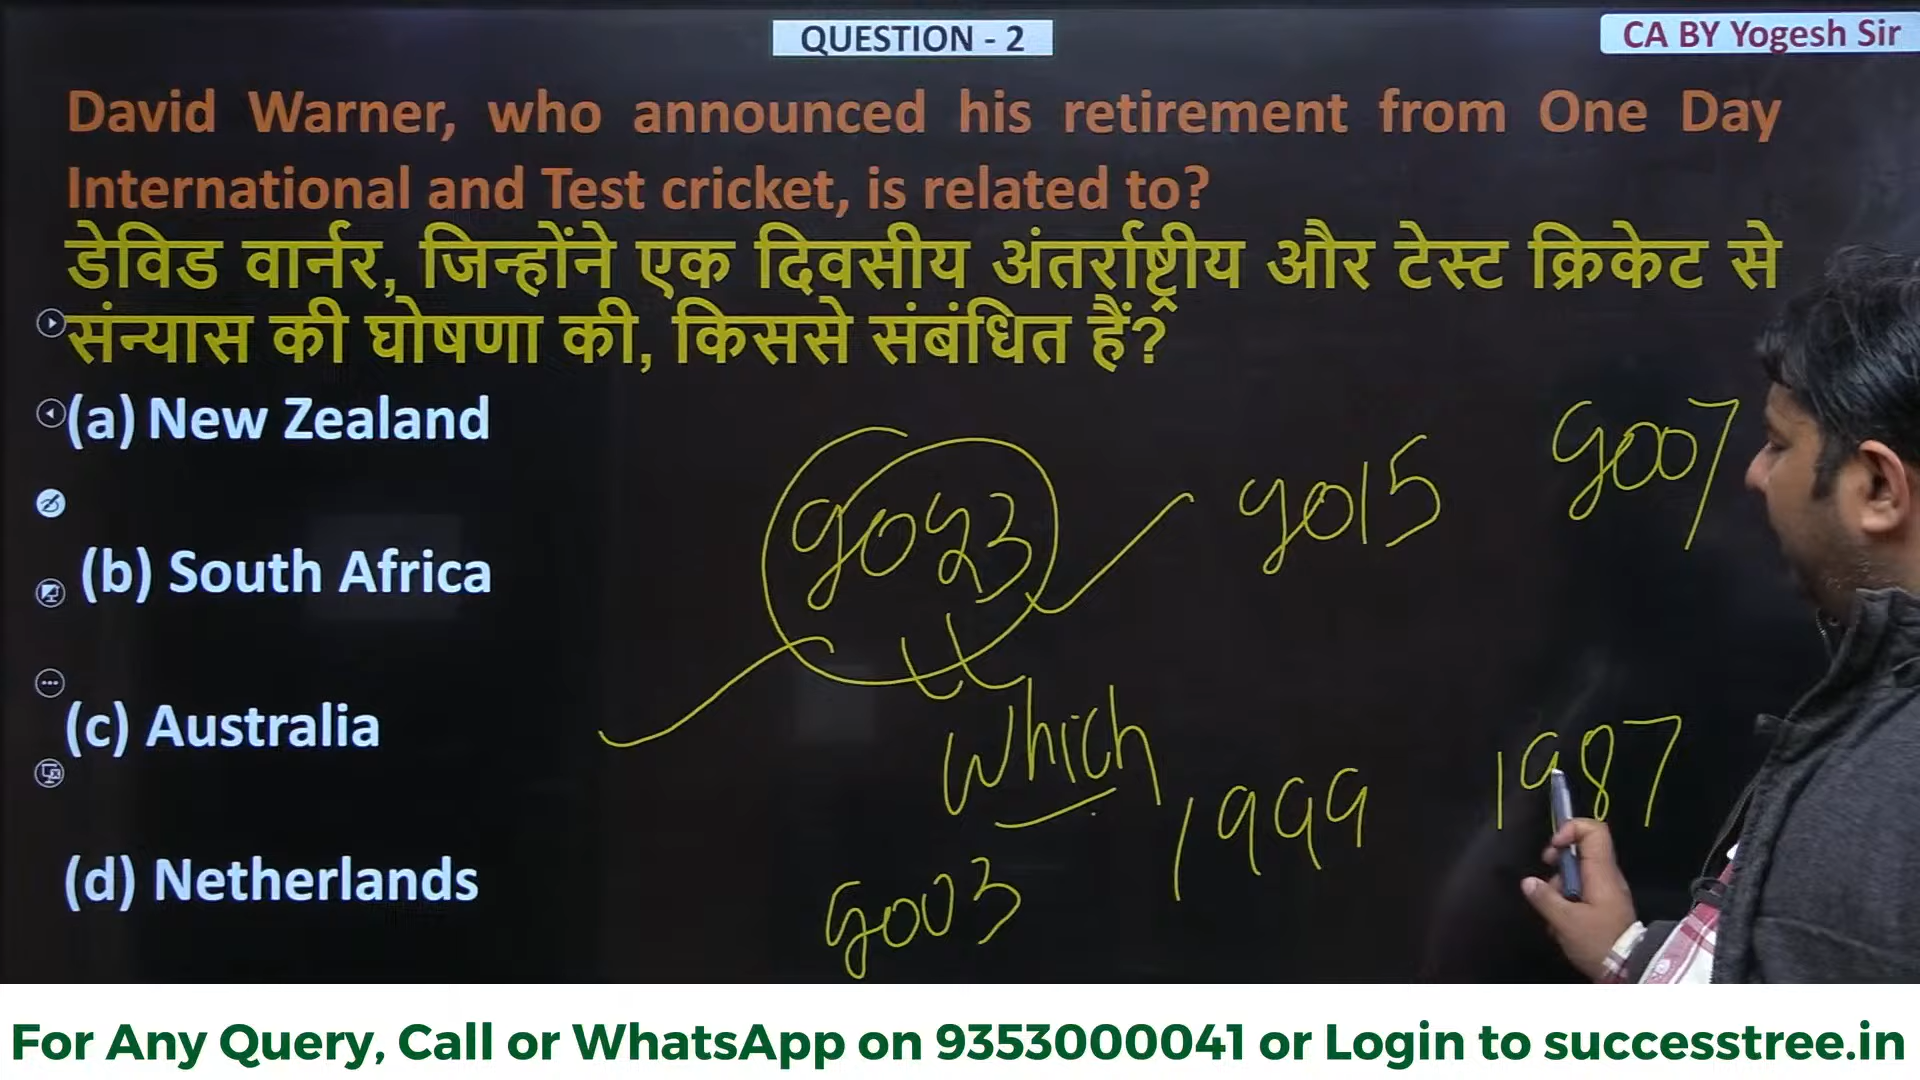 QUESTION - 2
CA BY Yogesh Sir
David Warner, who announced his retirement from One Day
International and Test cricket, is related to?
डेविड वार्नर, जिन्होंने एक दिवसीय अंतर्राष्ट्रीय और टेस्ट क्रिकेट से
संन्यास की घोषणा की, किससे संबंधित हैं?
(a) New Zealand
(b) South Africa
(c) Australia
(d) Netherlands
2023
2015
2007
Which
1999
1987
2003
For Any Query, Call or WhatsApp on 9353000041 or Login to successtree.in